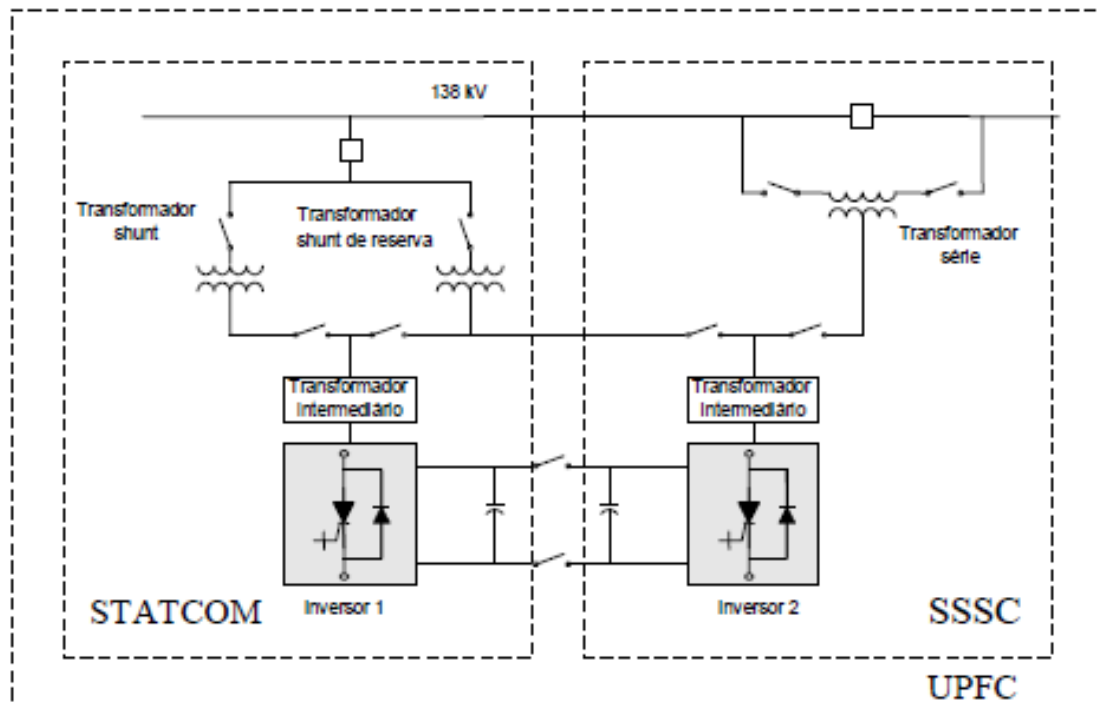 138 kV
Transformador
shunt
Transformador
shunt de reserva
Transformador
série
Transformador
Intermediário
Transformador
Intermediário
Inversor 1
Inversor 2
STATCOM
SSSC
UPFC